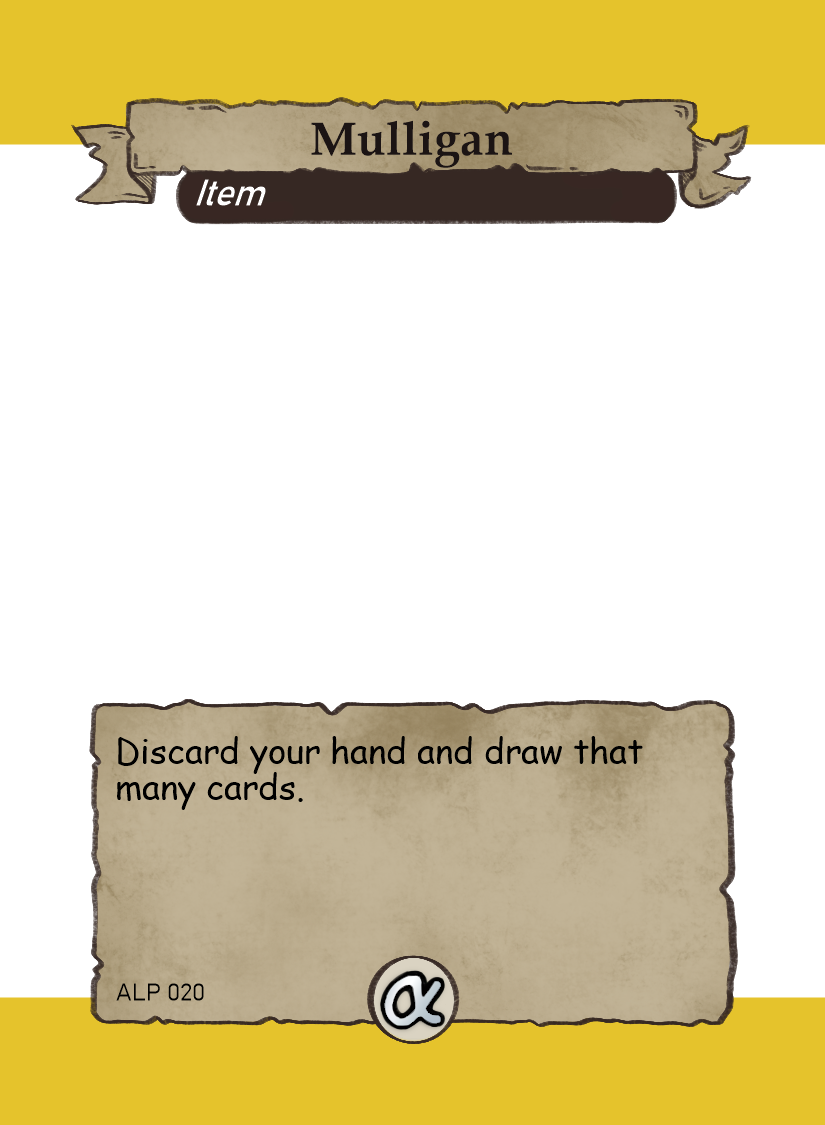 Mulligan
Item
Discard your hand and draw that
many cards.
ALP 020
α